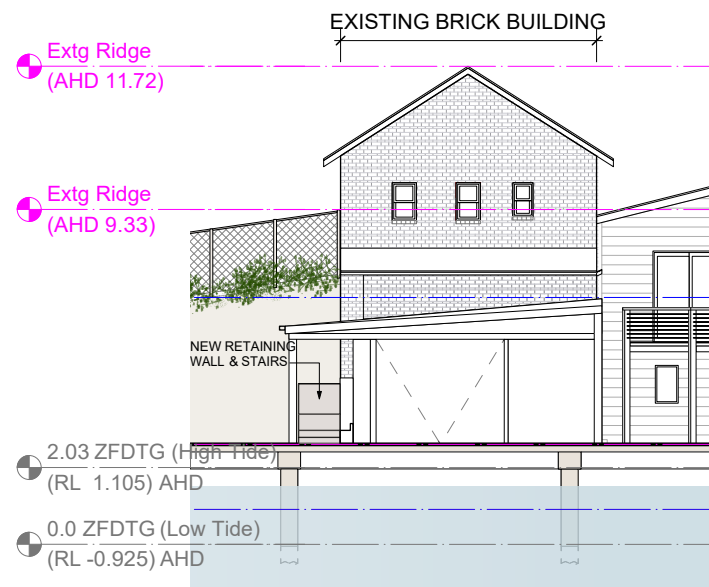 EXISTING BRICK BUILDING
Extg Ridge
(AHD 11.72)
Extg Ridge
(AHD 9.33)
NEW RETAINING
WALL & STAIRS
2.03 ZFDTG (High Tide)
(RL 1.105) AHD
0.0 ZFDTG (Low Tide)
(RL -0.925) AHD